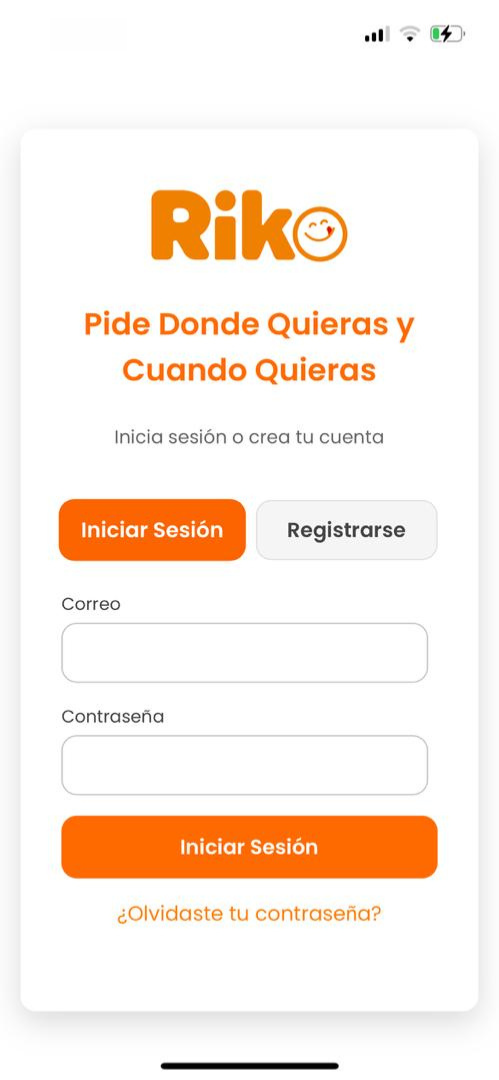 Riko
Pide Donde Quieras y
Cuando Quieras
Inicia sesión o crea tu cuenta
Iniciar Sesión
Registrarse
Correo
Contraseña
Iniciar Sesión
¿Olvidaste tu contraseña?